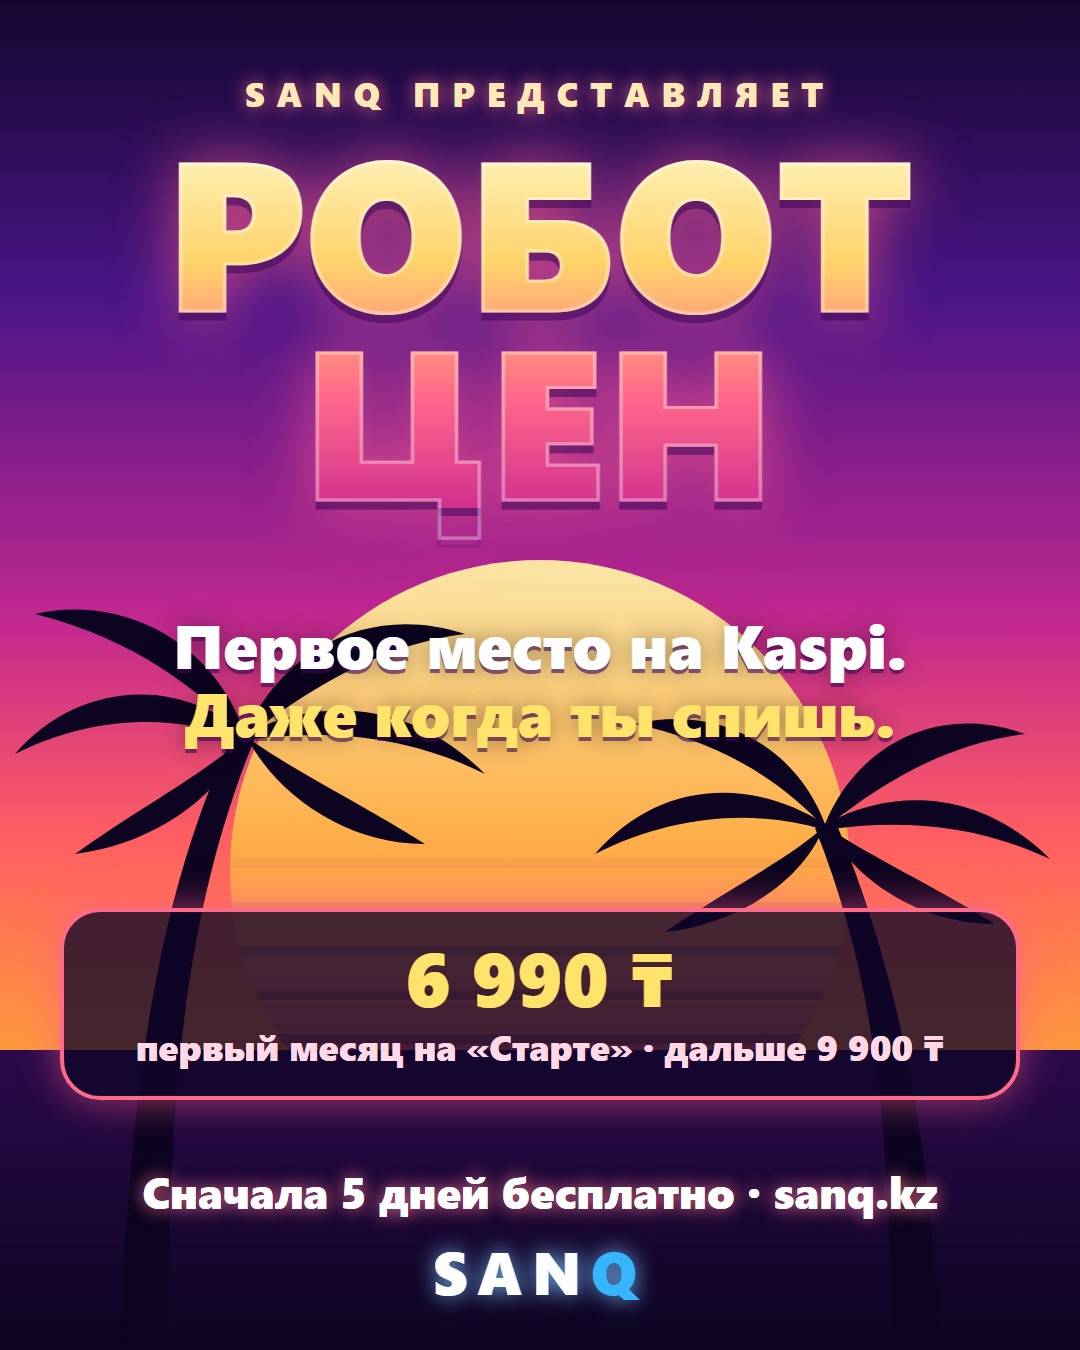 SANQ ПРЕДСТАВЛЯЕТ
РОБОТ
ЦЕН
Первое место на Kaspi.
Даже когда ты спишь.
6 990 ₸
первый месяц на «Старте» · дальше 9 900 ₸
Сначала 5 дней бесплатно · sanq.kz
SANQ